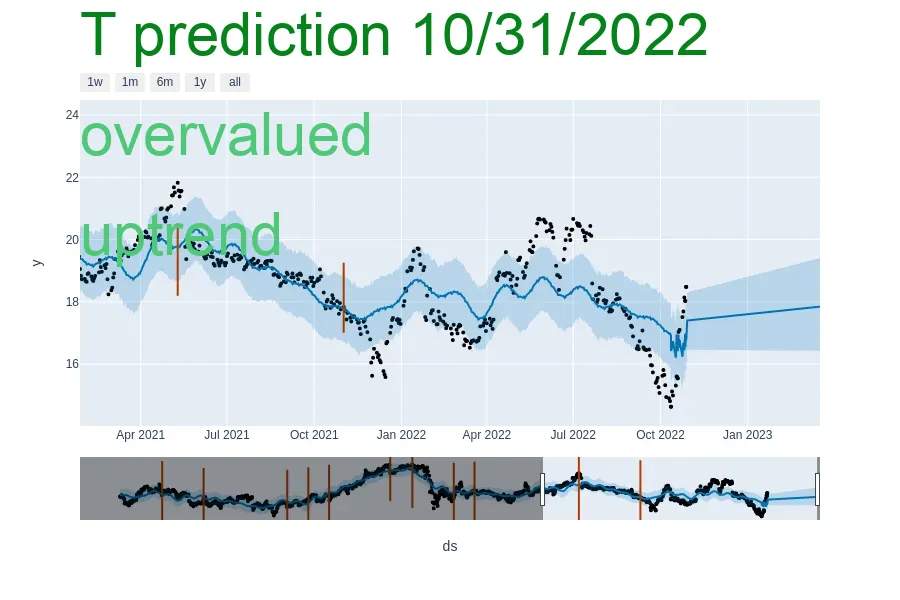 T prediction 10/31/2022
1w 1m 6m 1y all
24
overvalued
22
uptrend
20
y
18
16
Apr 2021 Jul 2021 Oct 2021 Jan 2022 Apr 2022 Jul 2022 Oct 2022 Jan 2023
ds